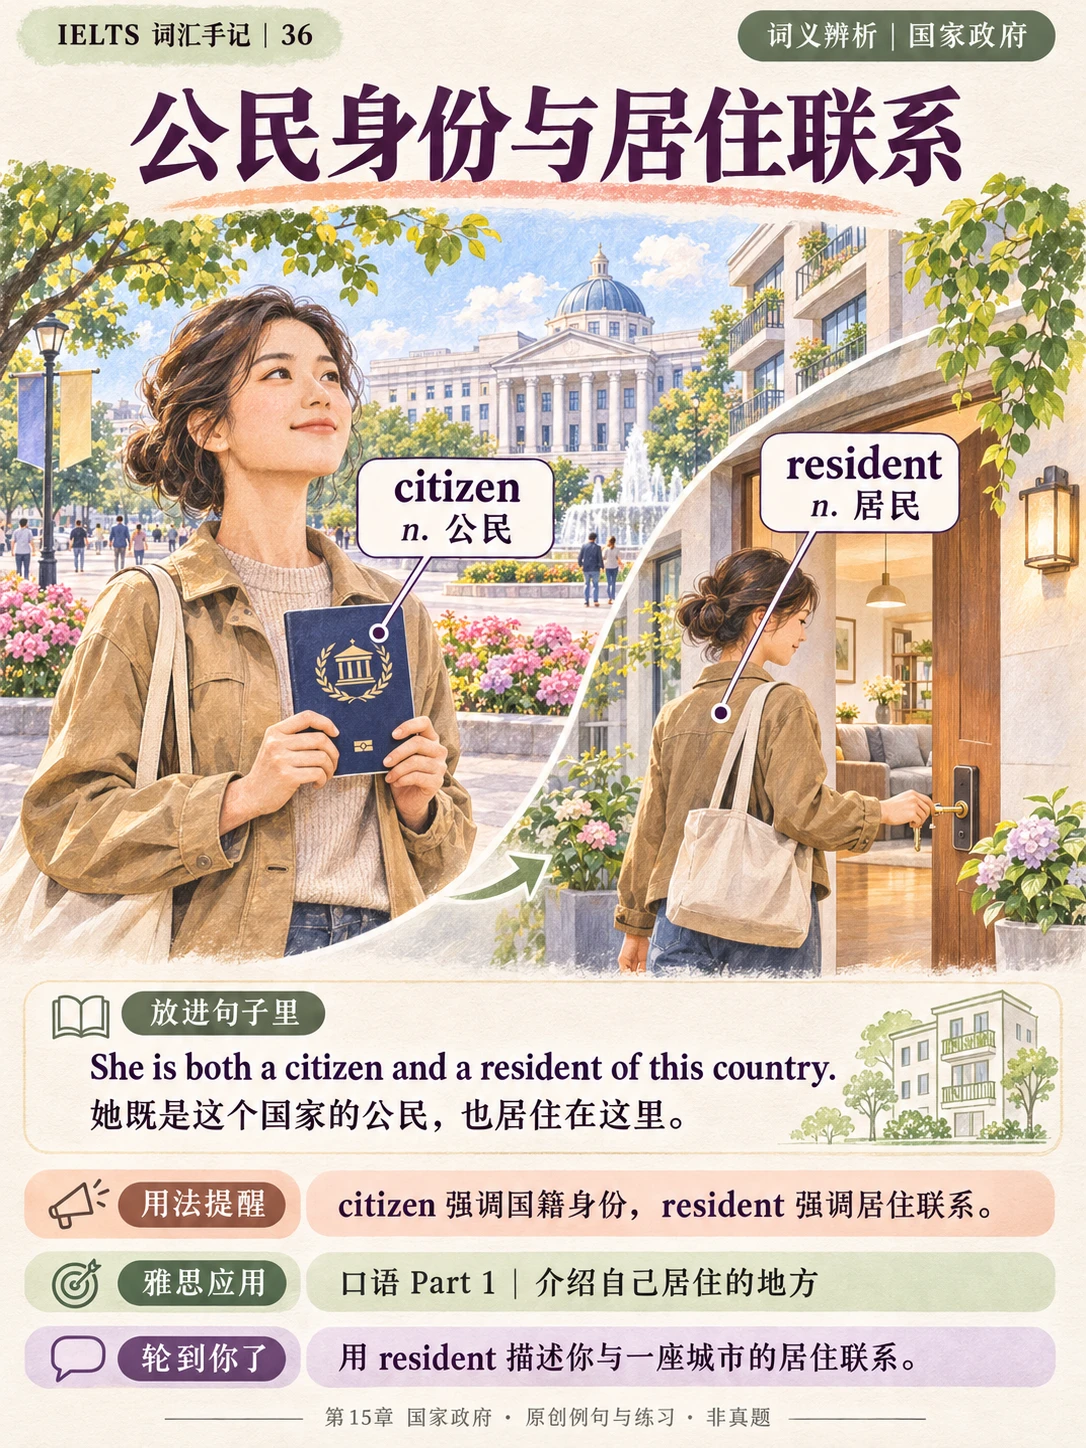 IELTS 词汇手记 | 36
词义辨析 | 国家政府
公民身份与居住联系
citizen
n. 公民
resident
n. 居民
放进句子里
She is both a citizen and a resident of this country.
她既是这个国家的公民，也居住在这里。
用法提醒
citizen 强调国籍身份，resident 强调居住联系。
雅思应用
口语 Part 1 | 介绍自己居住的地方
轮到你了
用 resident 描述你与一座城市的居住联系。
第15章 国家政府 · 原创例句与练习 · 非真题